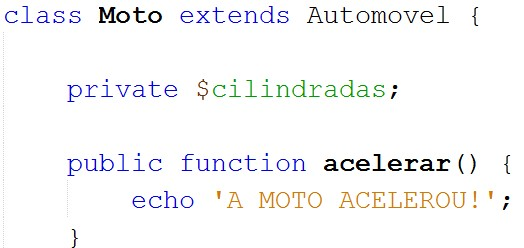 class Moto extends Automovel {
private $cilindradas;
public function acelerar() {
echo 'A MOTO ACELEROU!';
}